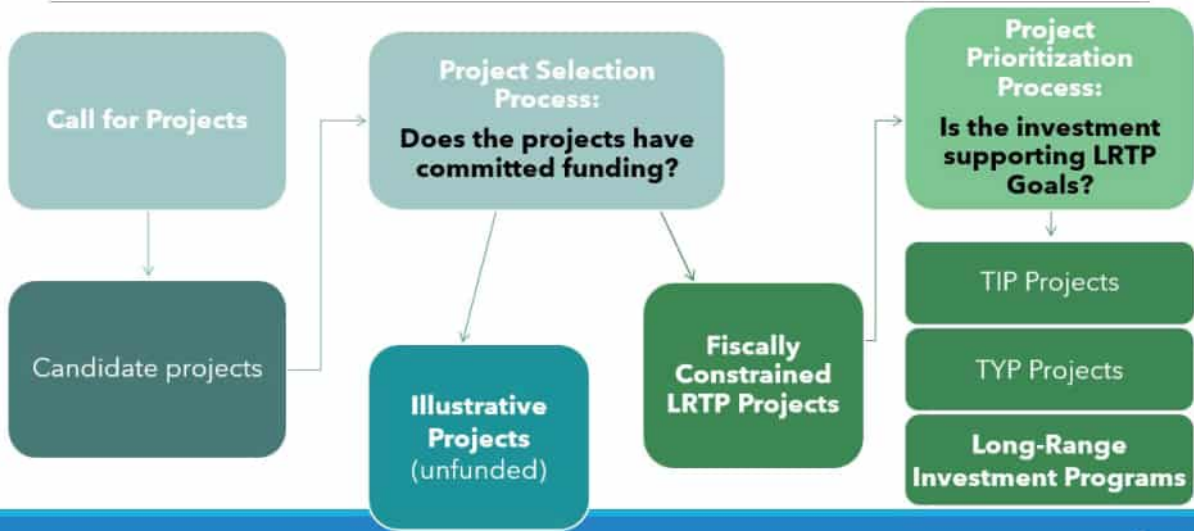 Call for Projects
Candidate projects
Project Selection
Process:
Does the projects have
committed funding?
Illustrative
Projects
(unfunded)
Fiscally
Constrained
LRTP Projects
Project
Prioritization
Process:
Is the investment
supporting LRTP
Goals?
TIP Projects
TYP Projects
Long-Range
Investment Programs